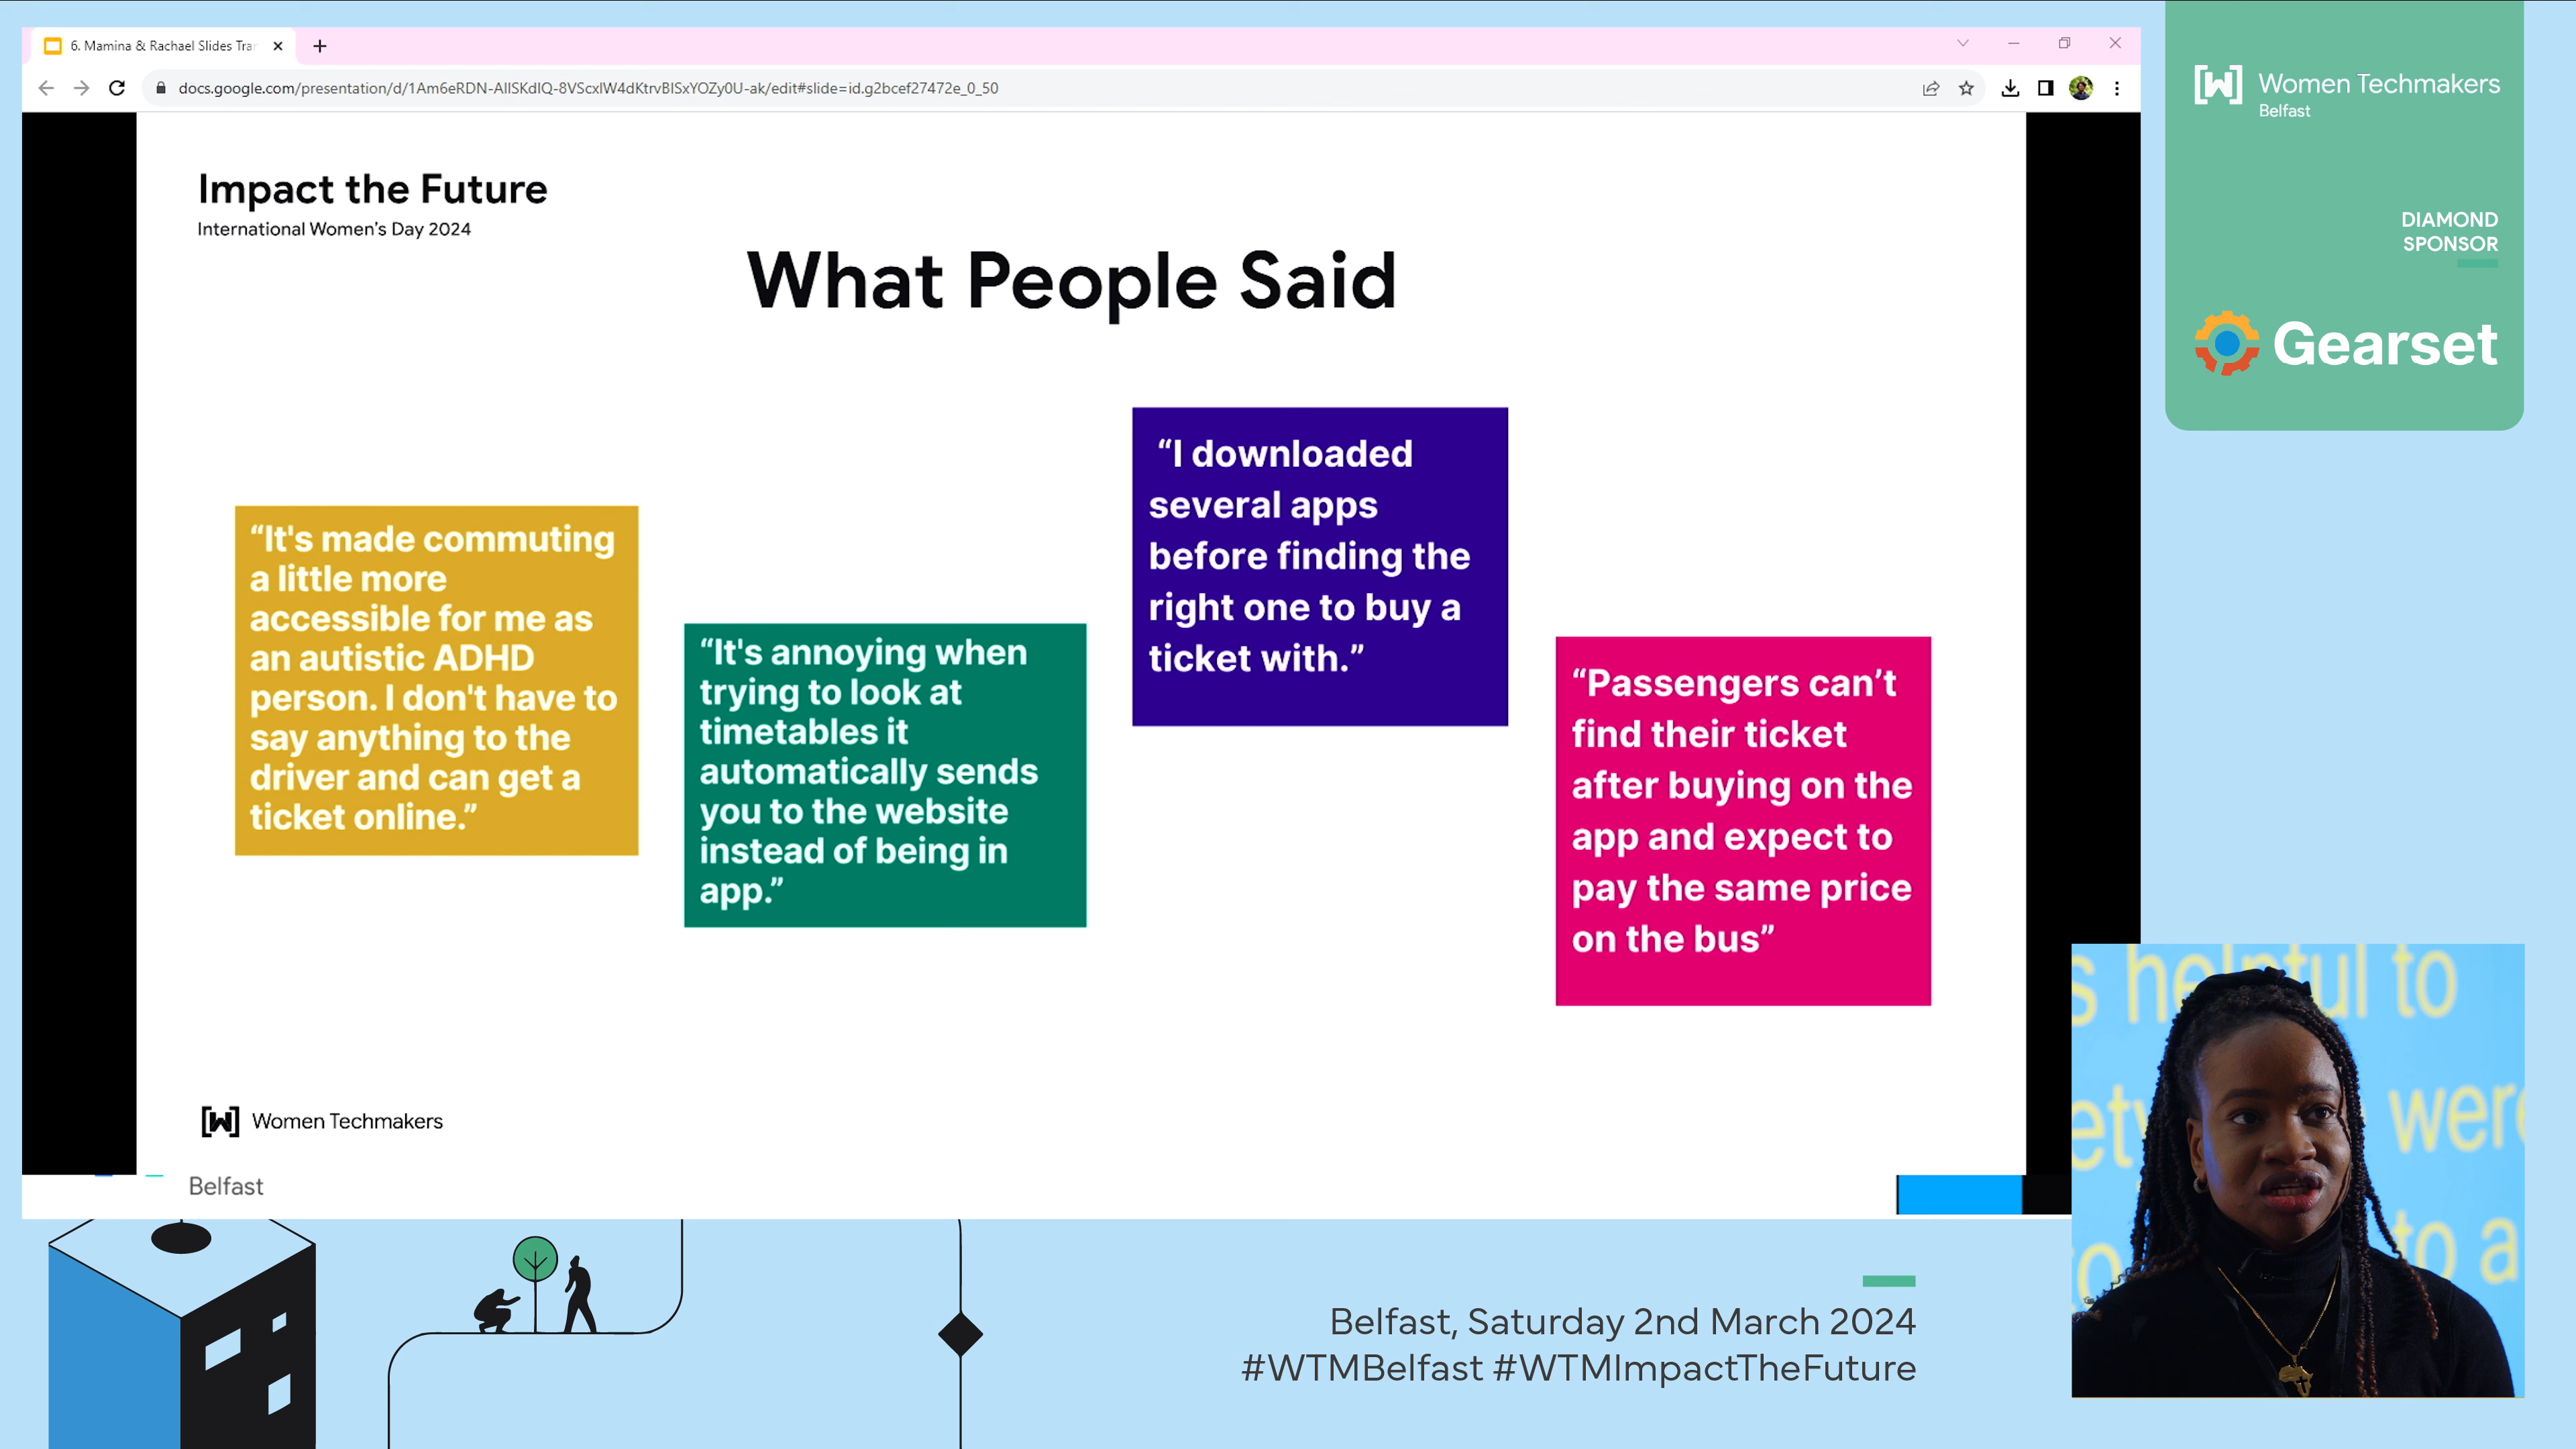 6. Mamina & Rachael Slides Tra
docs.google.com/presentation/d/1Am6eRDN-AIISKdIQ-8VScxIW4dKtrvBISxYOZy0U-ak/edit#slide=id.g2bcef27472e_0_50
Impact the Future
International Women's Day 2024
What People Said
“It's made commuting
a little more
accessible for me as
an autistic ADHD
person. I don't have to
say anything to the
driver and can get a
ticket online.”
“It's annoying when
trying to look at
timetables it
automatically sends
you to the website
instead of being in
app.”
“I downloaded
several apps
before finding the
right one to buy a
ticket with.”
“Passengers can’t
find their ticket
after buying on the
app and expect to
pay the same price
on the bus”
Women Techmakers
Belfast
Women Techmakers
Belfast
DIAMOND
SPONSOR
Gearset
s helpful to
were
to a
Belfast, Saturday 2nd March 2024
#WTMBelfast #WTMImpactTheFuture